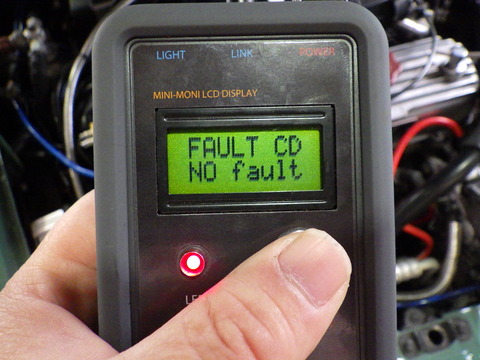 LIGHT LINK POWER
MINI-MONI LCD DISPLAY
FAULT CD
NO fault